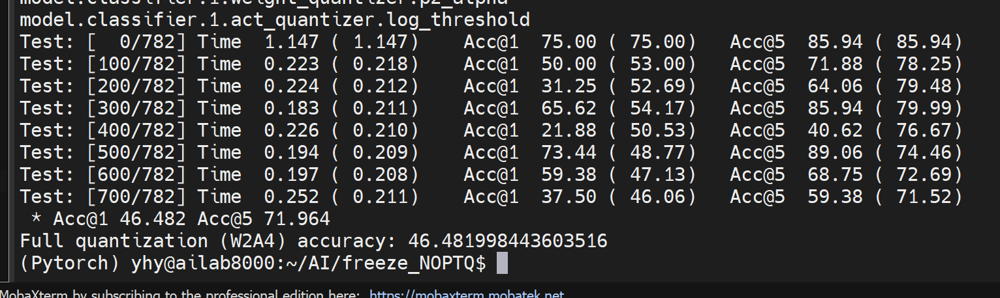 model.classifier.1.weight_quantizer.p2_alpha
model.classifier.1.act_quantizer.log_threshold
Test: [  0/782] Time  1.147 ( 1.147)    Acc@1  75.00 ( 75.00)   Acc@5  85.94 ( 85.94)
Test: [100/782] Time  0.223 ( 0.218)    Acc@1  50.00 ( 53.00)   Acc@5  71.88 ( 78.25)
Test: [200/782] Time  0.224 ( 0.212)    Acc@1  31.25 ( 52.69)   Acc@5  64.06 ( 79.48)
Test: [300/782] Time  0.183 ( 0.211)    Acc@1  65.62 ( 54.17)   Acc@5  85.94 ( 79.99)
Test: [400/782] Time  0.226 ( 0.210)    Acc@1  21.88 ( 50.53)   Acc@5  40.62 ( 76.67)
Test: [500/782] Time  0.194 ( 0.209)    Acc@1  73.44 ( 48.77)   Acc@5  89.06 ( 74.46)
Test: [600/782] Time  0.197 ( 0.208)    Acc@1  59.38 ( 47.13)   Acc@5  68.75 ( 72.69)
Test: [700/782] Time  0.252 ( 0.211)    Acc@1  37.50 ( 46.06)   Acc@5  59.38 ( 71.52)
 * Acc@1 46.482 Acc@5 71.964
Full quantization (W2A4) accuracy: 46.481998443603516
(Pytorch) yhy@ailab8000:~/AI/freeze_NOPTQ$
MobaXterm by subscribing to the professional edition here: https://mobaxterm.mobatek.net